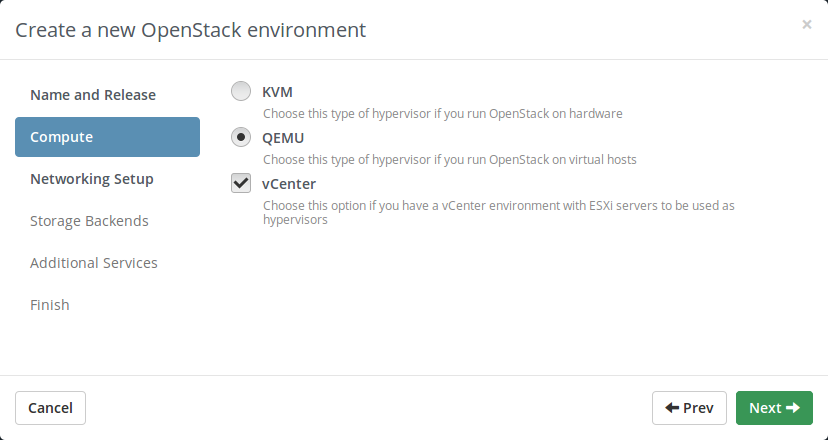 Create a new OpenStack environment
×
Name and Release
Compute
Networking Setup
Storage Backends
Additional Services
Finish
KVM
Choose this type of hypervisor if you run OpenStack on hardware
QEMU
Choose this type of hypervisor if you run OpenStack on virtual hosts
vCenter
Choose this option if you have a vCenter environment with ESXi servers to be used as
hypervisors
Cancel
Prev
Next